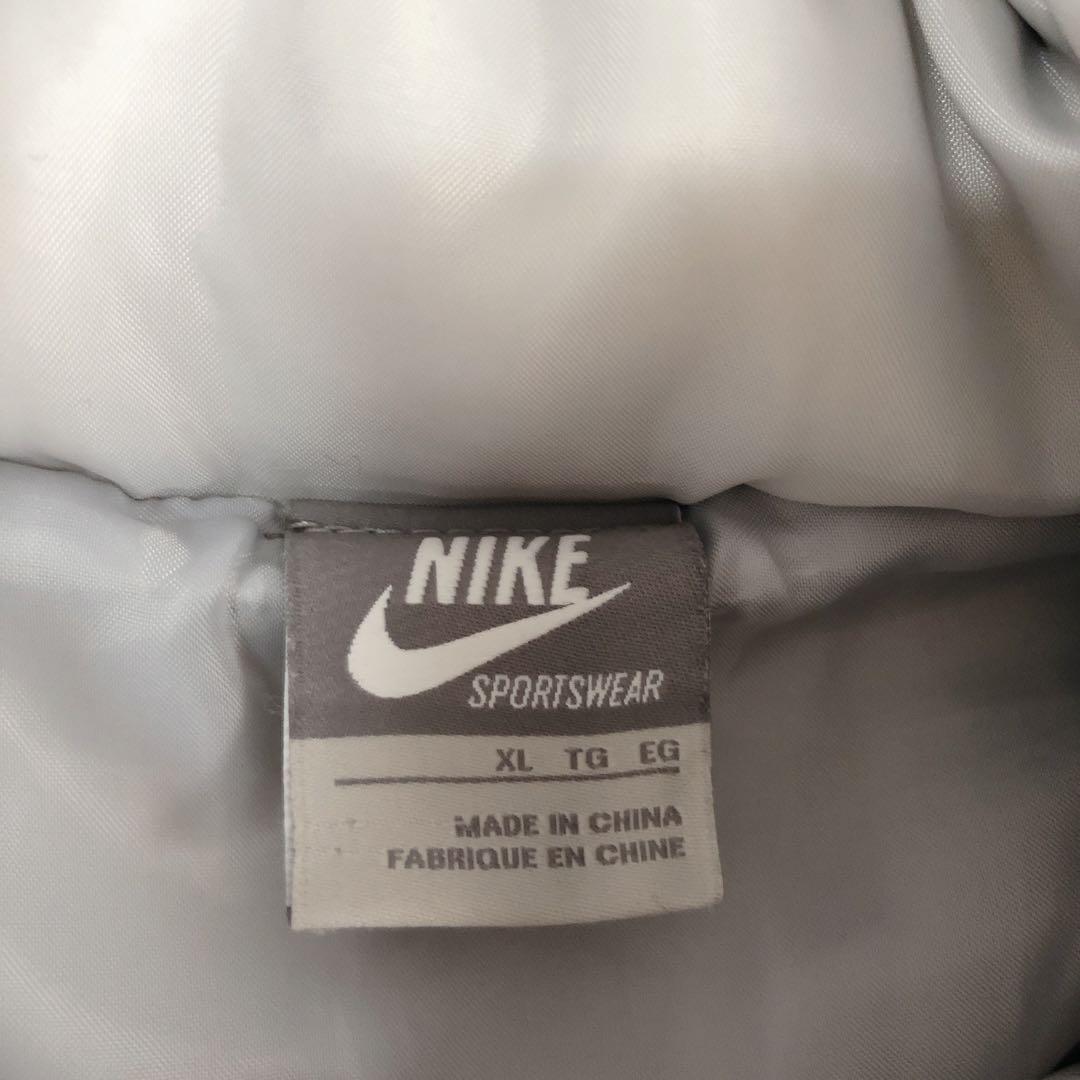 NIKE
SPORTSWEAR
XL TG EG
MADE IN CHINA
FABRIQUE EN CHINE